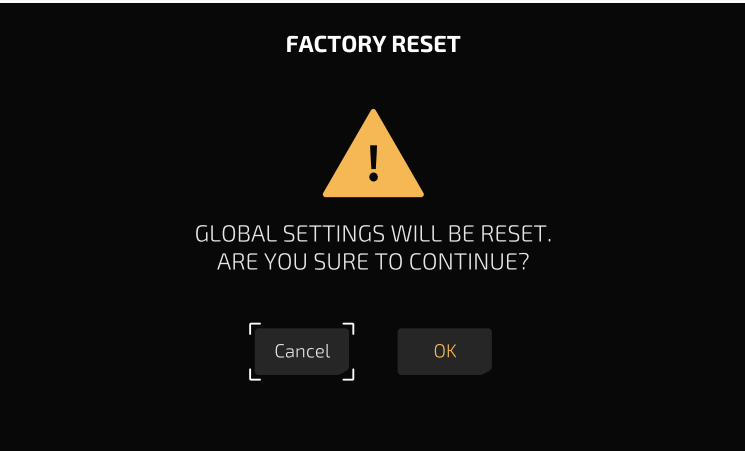 FACTORY RESET
!
GLOBAL SETTINGS WILL BE RESET.
ARE YOU SURE TO CONTINUE?
Cancel
OK